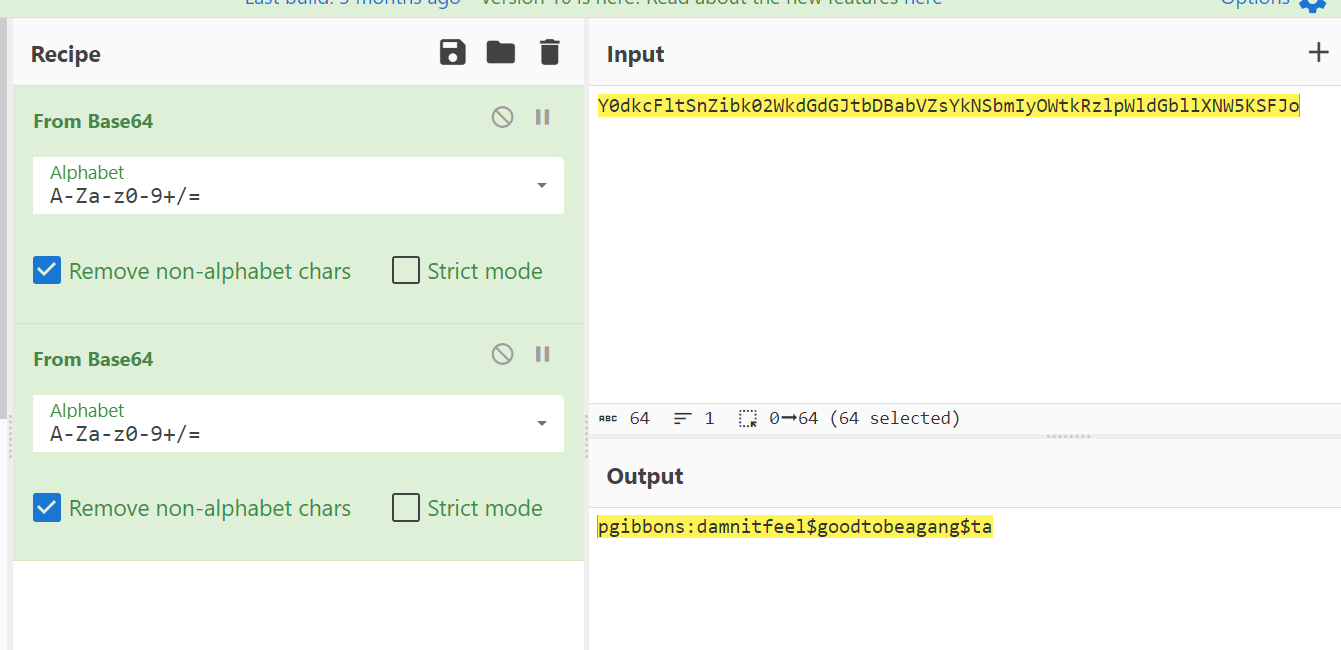 Last build: 5 months ago Version 10 is here! Read about the new features here Options
Recipe
From Base64
Alphabet
A-Za-z0-9+/=
Remove non-alphabet chars Strict mode
From Base64
Alphabet
A-Za-z0-9+/=
Remove non-alphabet chars Strict mode
Input
Y0dkcFltSnZibk02WkdGdGJtbDBabVZsYkNSbmIyOWtkRzlpWldGbllXNW5KSFJo
ABC 64 1 0→64 (64 selected)
Output
pgibbons:damnitfeel$goodtobeagang$ta